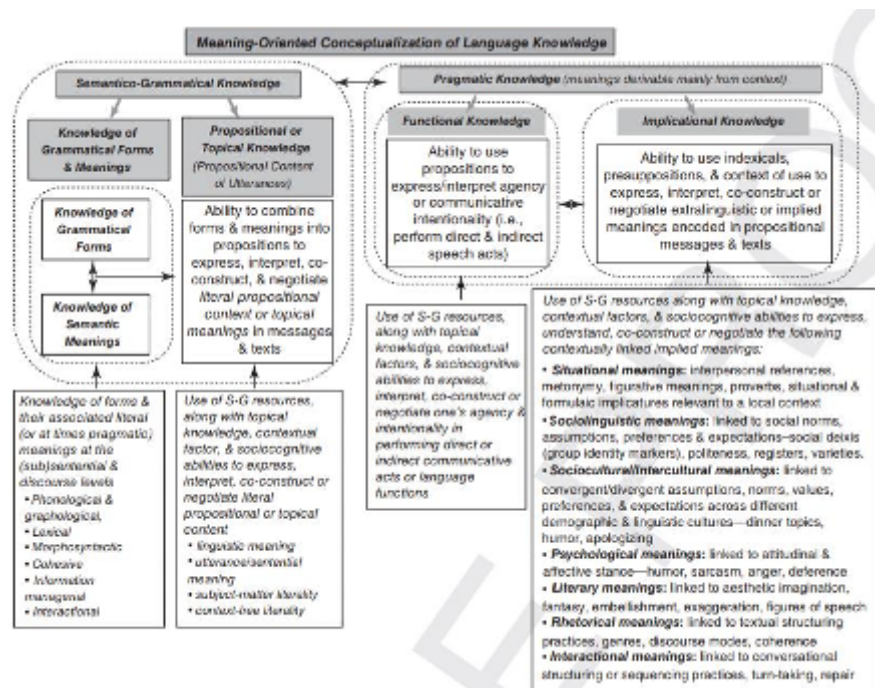 Meaning-Oriented Conceptualization of Language Knowledge
Semantico-Grammatical Knowledge
Pragmatic Knowledge (meanings derivable mainly from context)
Knowledge of
Grammatical Forms
& Meanings
Propositional or
Topical Knowledge
(Propositional Content
of Utterances)
Functional Knowledge
Implicational Knowledge
Knowledge of
Grammatical
Forms
Knowledge of
Semantic
Meanings
Ability to combine
forms & meanings into
propositions to
express, interpret, co-
construct, & negotiate
literal propositional
content or topical
meanings in messages
& texts
Ability to use
propositions to
express/interpret agency
or communicative
intentionality (i.e.,
perform direct & indirect
speech acts)
Ability to use indexicals,
presuppositions, & context of use to
express, interpret, co-construct or
negotiate extralinguistic or implied
meanings encoded in propositional
messages & texts
Knowledge of forms &
their associated literal
(or at times pragmatic)
meanings at the
(sub)sentential &
discourse levels
• Phonological &
graphological,
• Lexical
• Morphosyntactic
• Cohesive
• Information
managerial
• Interactional
Use of S-G resources,
along with topical
knowledge, contextual
factor, & sociocognitive
abilities to express,
interpret, co-construct or
negotiate literal
propositional or topical
content
• linguistic meaning
• utterance/sentential
meaning
• subject-matter literality
• context-free literality
Use of S-G resources,
along with topical
knowledge, contextual
factors, & sociocognitive
abilities to express,
interpret, co-construct or
negotiate one's agency &
intentionality in
performing direct or
indirect communicative
acts or language
functions
Use of S-G resources along with topical knowledge,
contextual factors, & sociocognitive abilities to express,
understand, co-construct or negotiate the following
contextually linked implied meanings:
• Situational meanings: interpersonal references,
metonymy, figurative meanings, proverbs, situational &
formulaic implicatures relevant to a local context
• Sociolinguistic meanings: linked to social norms,
assumptions, preferences & expectations–social deixis
(group identity markers), politeness, registers, varieties.
• Sociocultural/Intercultural meanings: linked to
convergent/divergent assumptions, norms, values,
preferences, & expectations across different
demographic & linguistic cultures—dinner topics,
humor, apologizing
• Psychological meanings: linked to attitudinal &
affective stance—humor, sarcasm, anger, deference
• Literary meanings: linked to aesthetic imagination,
fantasy, embellishment, exaggeration, figures of speech
• Rhetorical meanings: linked to textual structuring
practices, genres, discourse modes, coherence
• Interactional meanings: linked to conversational
structuring or sequencing practices, turn-taking, repair